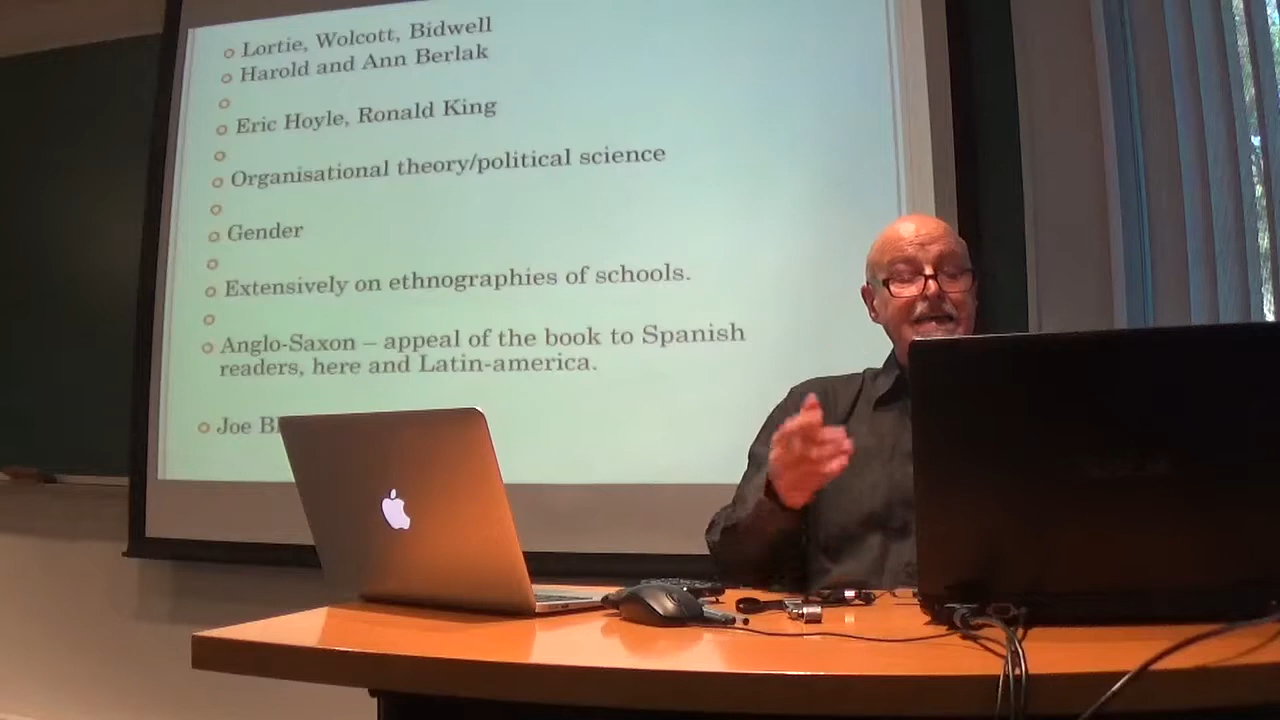 Lortie, Wolcott, Bidwell
Harold and Ann Berlak
Eric Hoyle, Ronald King
Organisational theory/political science
Gender
Extensively on ethnographies of schools.
Anglo-Saxon – appeal of the book to Spanish
readers, here and Latin-america.
Joe